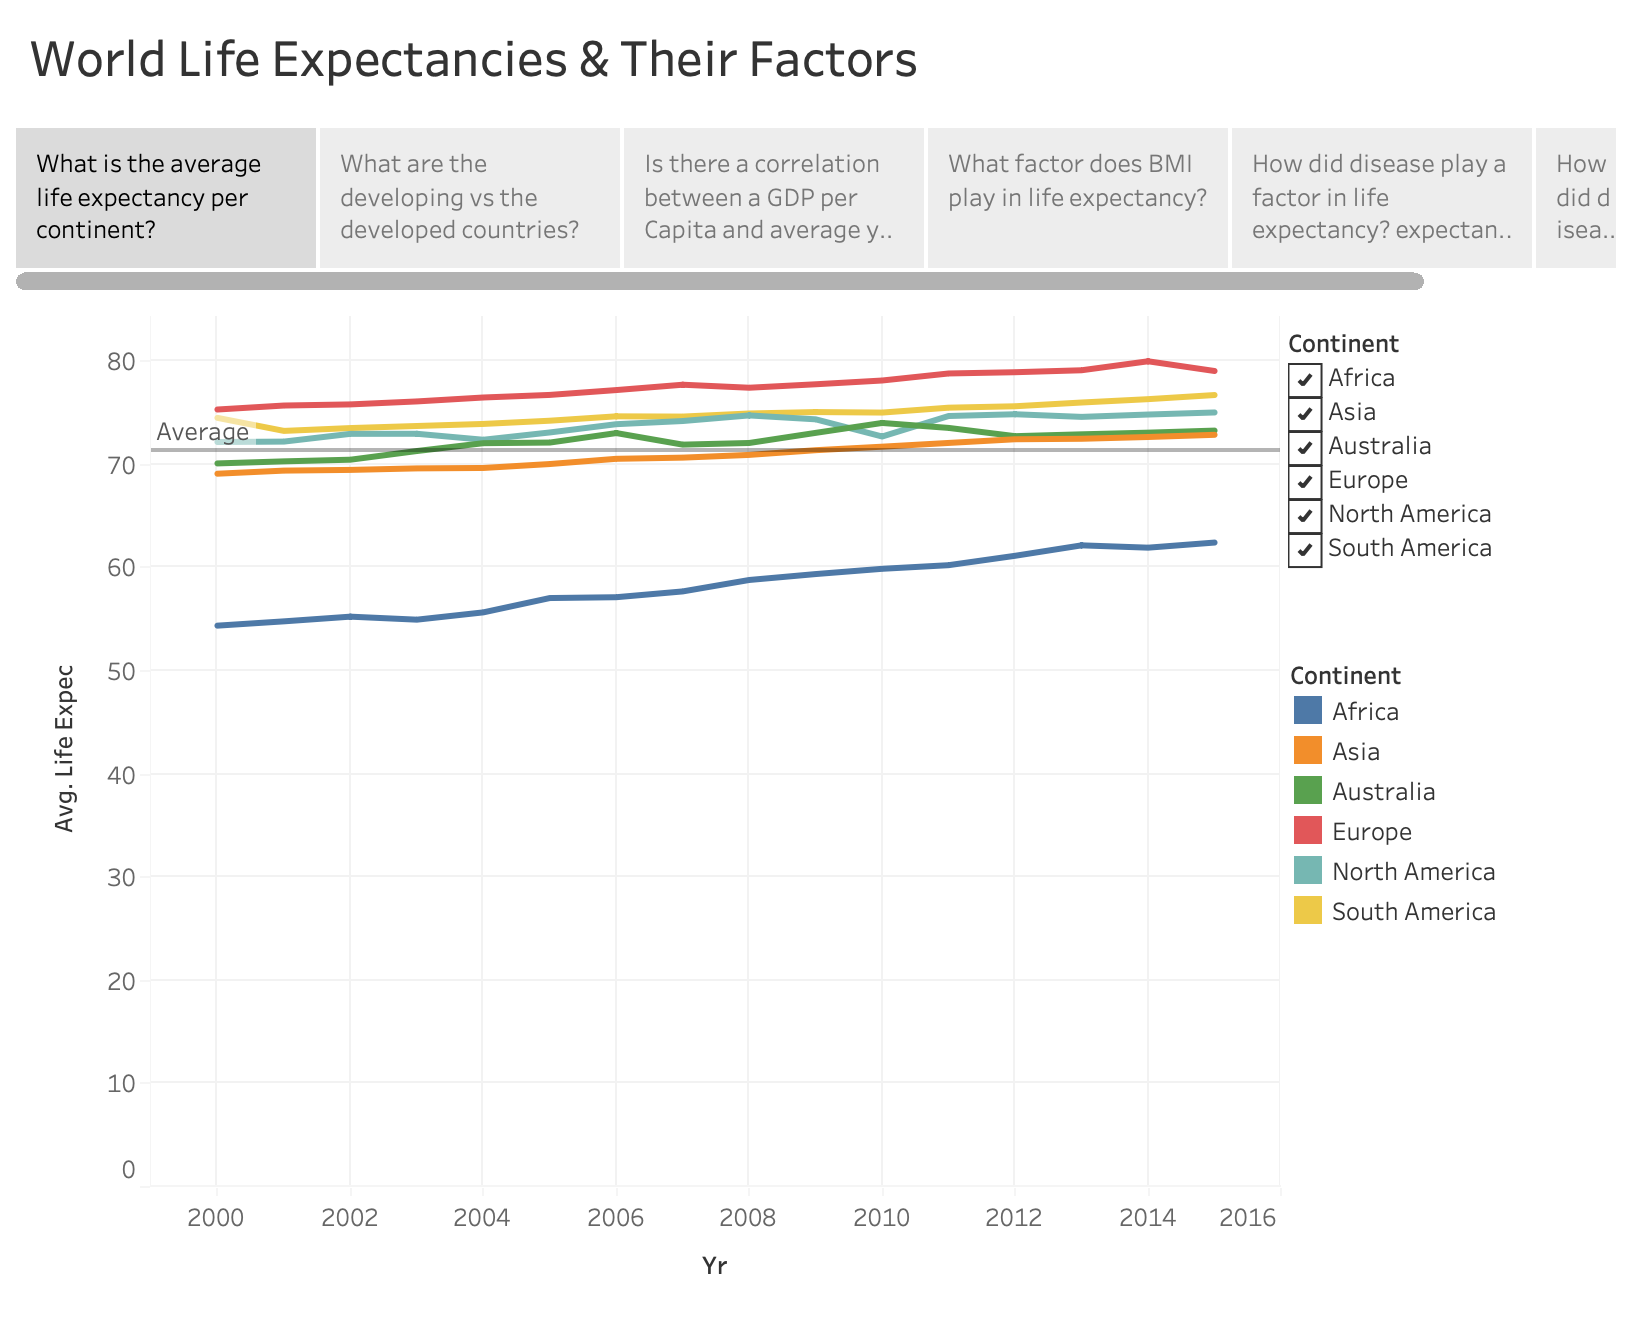 World Life Expectancies & Their Factors
What is the average
life expectancy per
continent?
What are the
developing vs the
developed countries?
Is there a correlation
between a GDP per
Capita and average y..
What factor does BMI
play in life expectancy?
How did disease play a
factor in life
expectancy? expectan..
How
did d
isea..
80
70
60
50
40
30
20
10
0
Avg. Life Expec
Average
2000
2002
2004
2006
2008
2010
2012
2014
2016
Yr
Continent
Africa
Asia
Australia
Europe
North America
South America
Continent
Africa
Asia
Australia
Europe
North America
South America